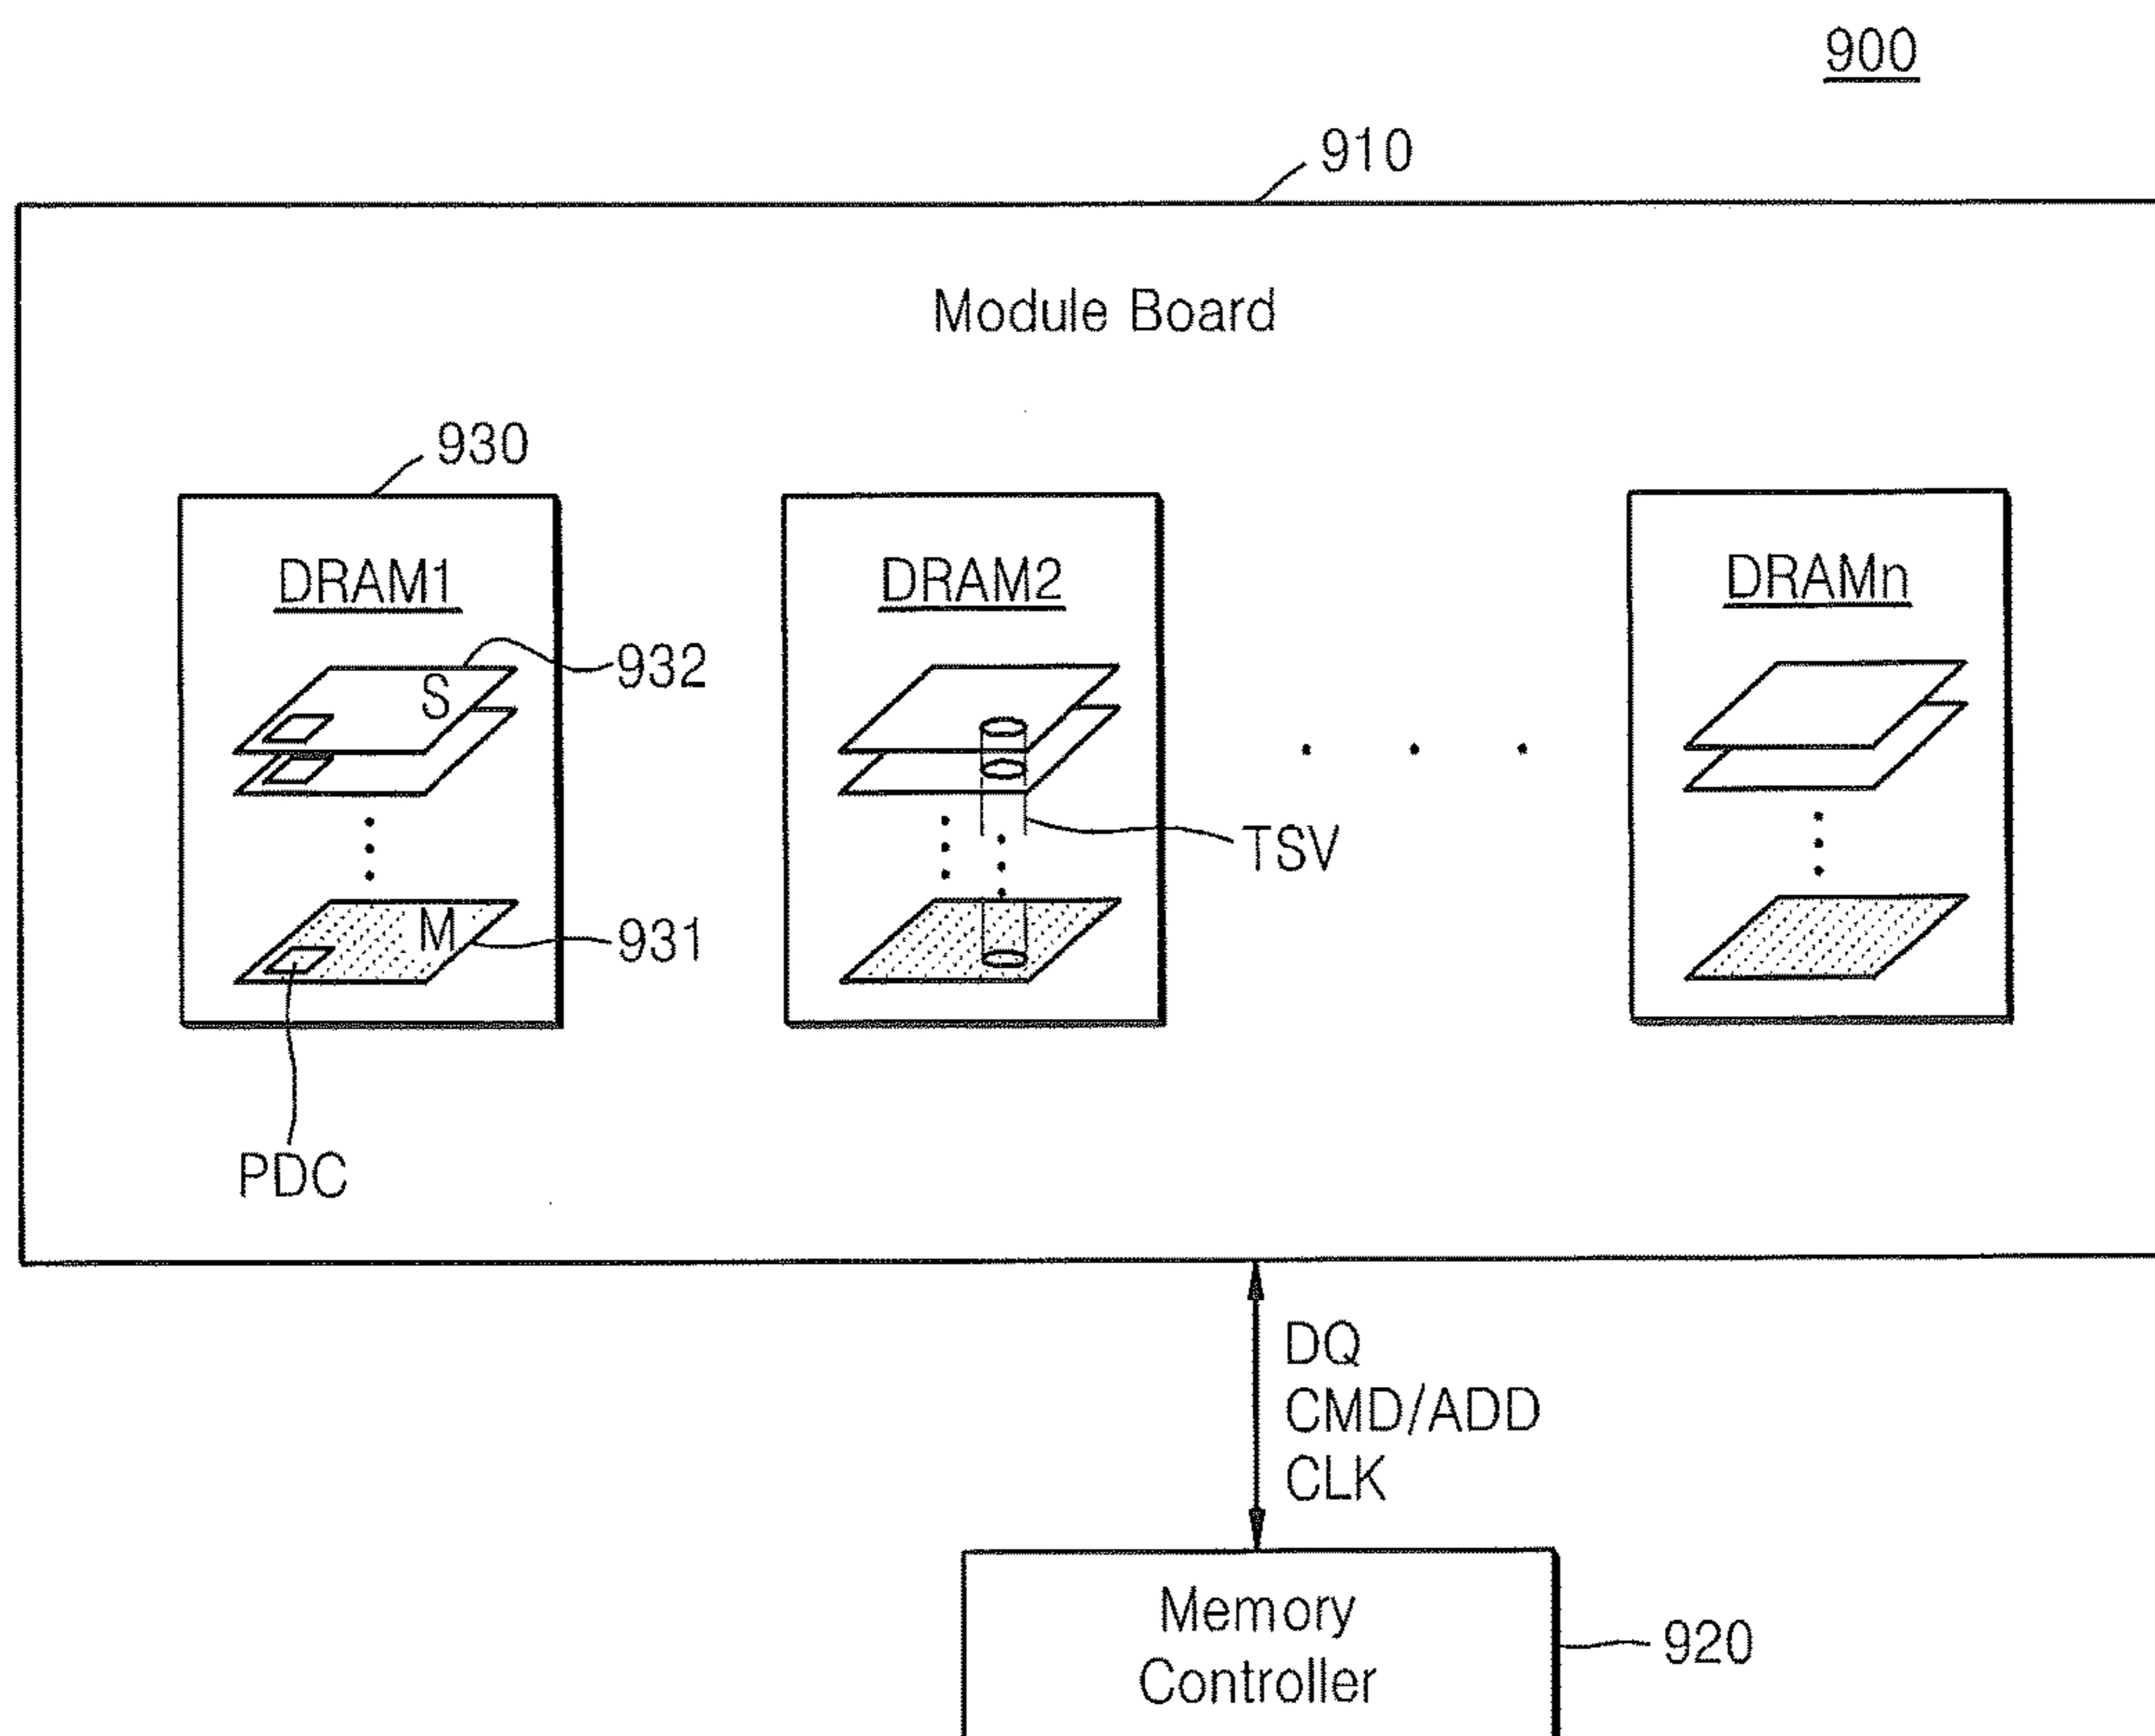 900
910
Module Board
930
DRAM1
DRAM2
DRAMn
932
S
TSV
M
931
PDC
DQ
CMD/ADD
CLK
Memory
Controller
920